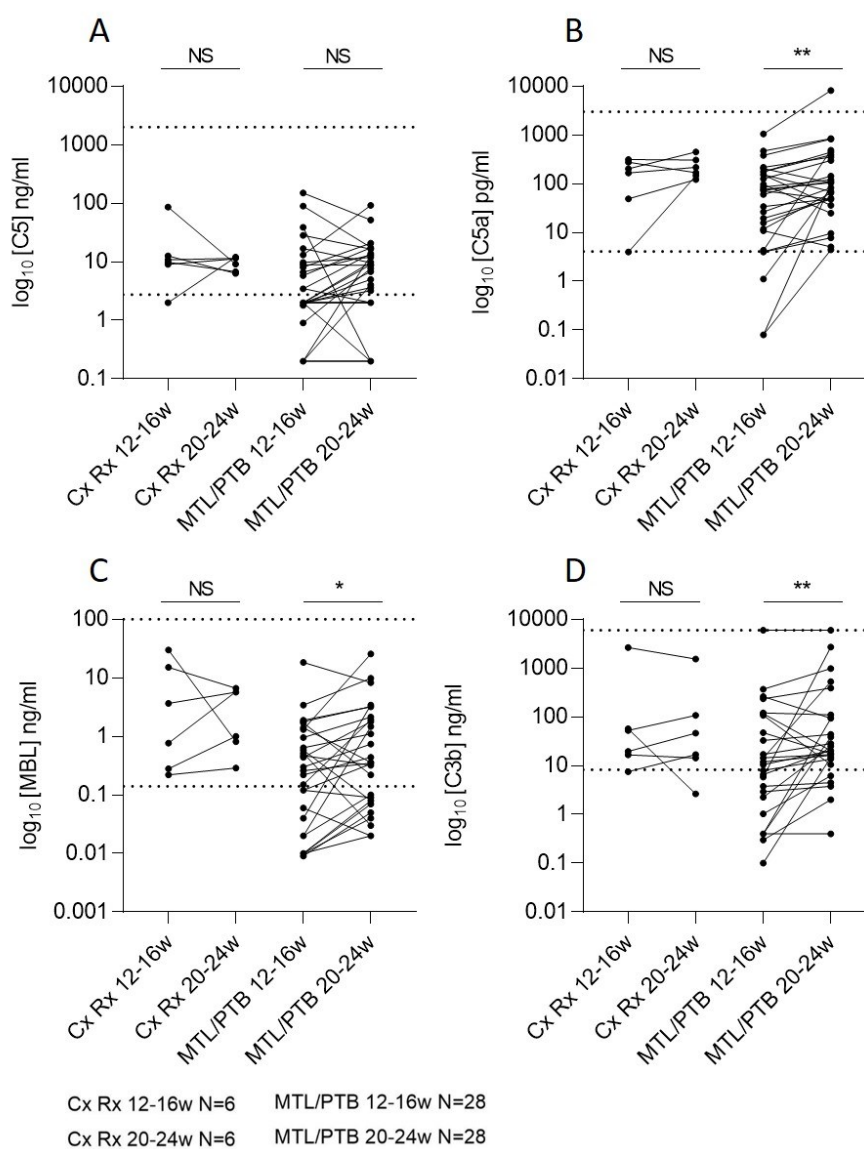 A
NS
NS
10000
1000
100
10
1
0.1
log10 [C5] ng/ml
Cx Rx 12-16w
Cx Rx 20-24w
MTL/PTB 12-16w
MTL/PTB 20-24w
B
NS
**
10000
1000
100
10
1
0.1
0.01
log10 [C5a] pg/ml
Cx Rx 12-16w
Cx Rx 20-24w
MTL/PTB 12-16w
MTL/PTB 20-24w
C
NS
*
100
10
1
0.1
0.01
0.001
log10 [MBL] ng/ml
Cx Rx 12-16w
Cx Rx 20-24w
MTL/PTB 12-16w
MTL/PTB 20-24w
D
NS
**
10000
1000
100
10
1
0.1
0.01
log10 [C3b] ng/ml
Cx Rx 12-16w
Cx Rx 20-24w
MTL/PTB 12-16w
MTL/PTB 20-24w
Cx Rx 12-16w N=6 MTL/PTB 12-16w N=28
Cx Rx 20-24w N=6 MTL/PTB 20-24w N=28